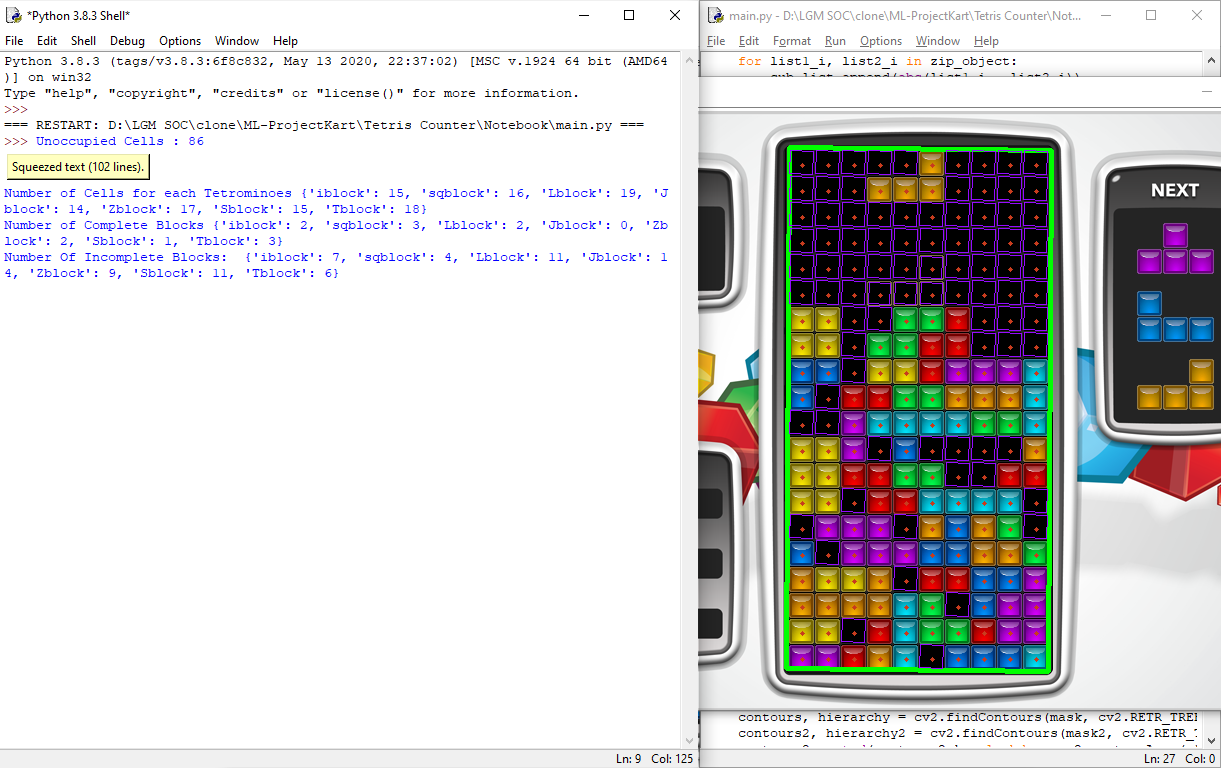 *Python 3.8.3 Shell*
File Edit Shell Debug Options Window Help
Python 3.8.3 (tags/v3.8.3:6f8c832, May 13 2020, 22:37:02) [MSC v.1924 64 bit (AMD64
)] on win32
Type "help", "copyright", "credits" or "license()" for more information.
>>>
=== RESTART: D:\LGM SOC\clone\ML-ProjectKart\Tetris Counter\Notebook\main.py ===
>>> Unoccupied Cells : 86
Squeezed text (102 lines).
Number of Cells for each Tetrominoes {'iblock': 15, 'sqblock': 16, 'Lblock': 19, 'J
block': 14, 'Zblock': 17, 'Sblock': 15, 'Tblock': 18}
Number of Complete Blocks {'iblock': 2, 'sqblock': 3, 'Lblock': 2, 'Jblock': 0, 'Zb
lock': 2, 'Sblock': 1, 'Tblock': 3}
Number Of Incomplete Blocks:  {'iblock': 7, 'sqblock': 4, 'Lblock': 11, 'Jblock': 1
4, 'Zblock': 9, 'Sblock': 11, 'Tblock': 6}
Ln: 9 Col: 125
main.py - D:\LGM SOC\clone\ML-ProjectKart\Tetris Counter\Not...
File Edit Format Run Options Window Help
for list1_i, list2_i in zip_object:
NEXT
contours, hierarchy = cv2.findContours(mask, cv2.RETR_TRE
contours2, hierarchy2 = cv2.findContours(mask2, cv2.RETR_
Ln: 27 Col: 0